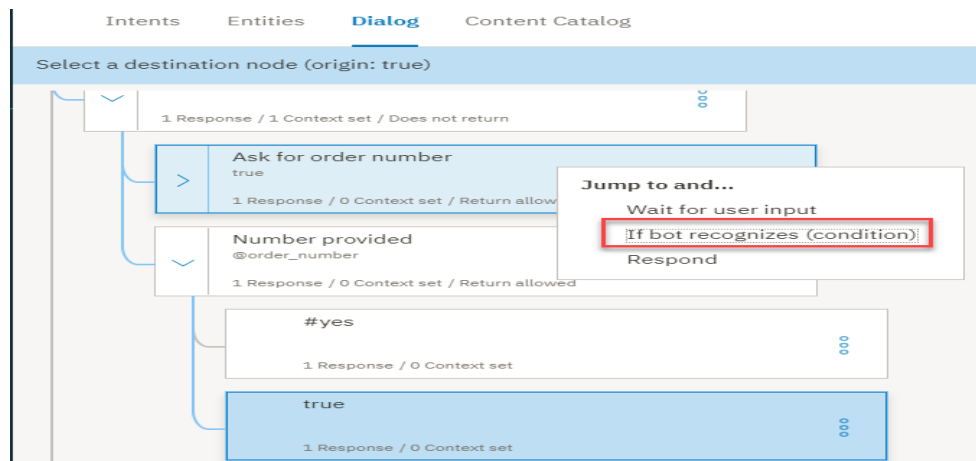 Intents Entities Dialog Content Catalog
Select a destination node (origin: true)
1 Response / 1 Context set / Does not return
Ask for order number
true
1 Response / 0 Context set / Return allow
Jump to and...
Wait for user input
If bot recognizes (condition)
Respond
Number provided
@order_number
1 Response / 0 Context set / Return allowed
#yes
1 Response / 0 Context set
true
1 Response / 0 Context set